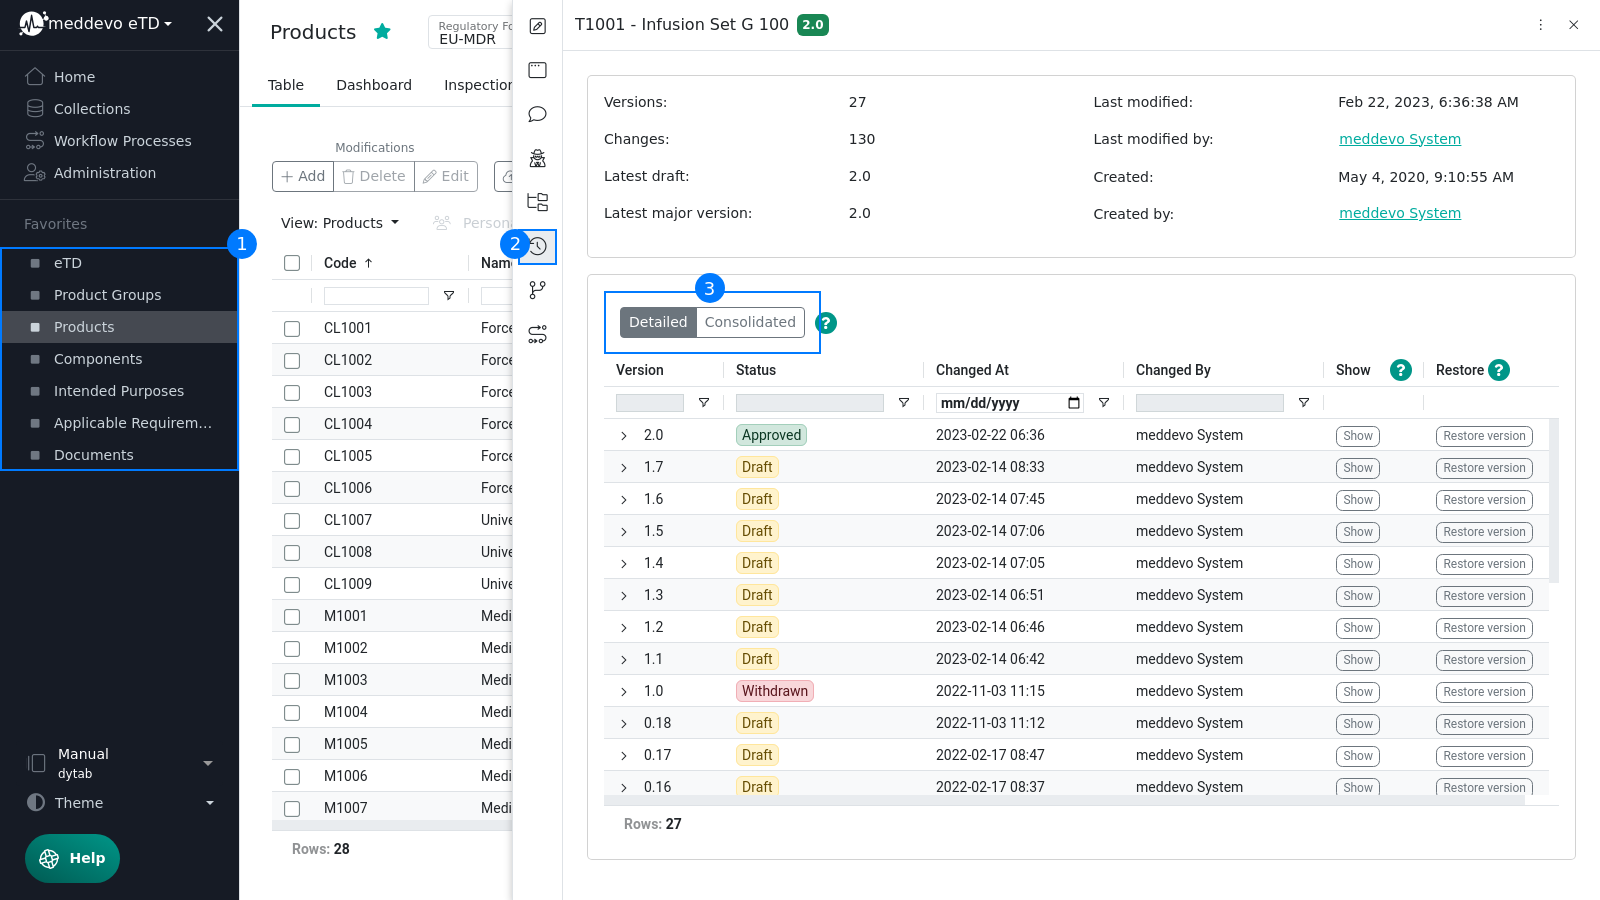 meddevo eTD
Home
Collections
Workflow Processes
Administration
Favorites
1
eTD
Product Groups
Products
Components
Intended Purposes
Applicable Requirem...
Documents
Manual
dytab
Theme
Help
Products
Regulatory Fo
EU-MDR
Table Dashboard Inspection
Modifications
Add Delete Edit
View: Products Person
Code Name
CL1001 Force
CL1002 Force
CL1003 Force
CL1004 Force
CL1005 Force
CL1006 Force
CL1007 Unive
CL1008 Unive
CL1009 Unive
M1001 Medi
M1002 Medi
M1003 Medi
M1004 Medi
M1005 Medi
M1006 Medi
M1007 Medi
Rows: 28
2
T1001 - Infusion Set G 100 2.0
Versions: 27 Last modified: Feb 22, 2023, 6:36:38 AM
Changes: 130 Last modified by: meddevo System
Latest draft: 2.0 Created: May 4, 2020, 9:10:55 AM
Latest major version: 2.0 Created by: meddevo System
3
Detailed Consolidated ?
Version Status Changed At Changed By Show ? Restore ?
mm/dd/yyyy
2.0 Approved 2023-02-22 06:36 meddevo System Show Restore version
1.7 Draft 2023-02-14 08:33 meddevo System Show Restore version
1.6 Draft 2023-02-14 07:45 meddevo System Show Restore version
1.5 Draft 2023-02-14 07:06 meddevo System Show Restore version
1.4 Draft 2023-02-14 07:05 meddevo System Show Restore version
1.3 Draft 2023-02-14 06:51 meddevo System Show Restore version
1.2 Draft 2023-02-14 06:46 meddevo System Show Restore version
1.1 Draft 2023-02-14 06:42 meddevo System Show Restore version
1.0 Withdrawn 2022-11-03 11:15 meddevo System Show Restore version
0.18 Draft 2022-11-03 11:12 meddevo System Show Restore version
0.17 Draft 2022-02-17 08:47 meddevo System Show Restore version
0.16 Draft 2022-02-17 08:37 meddevo System Show Restore version
Rows: 27